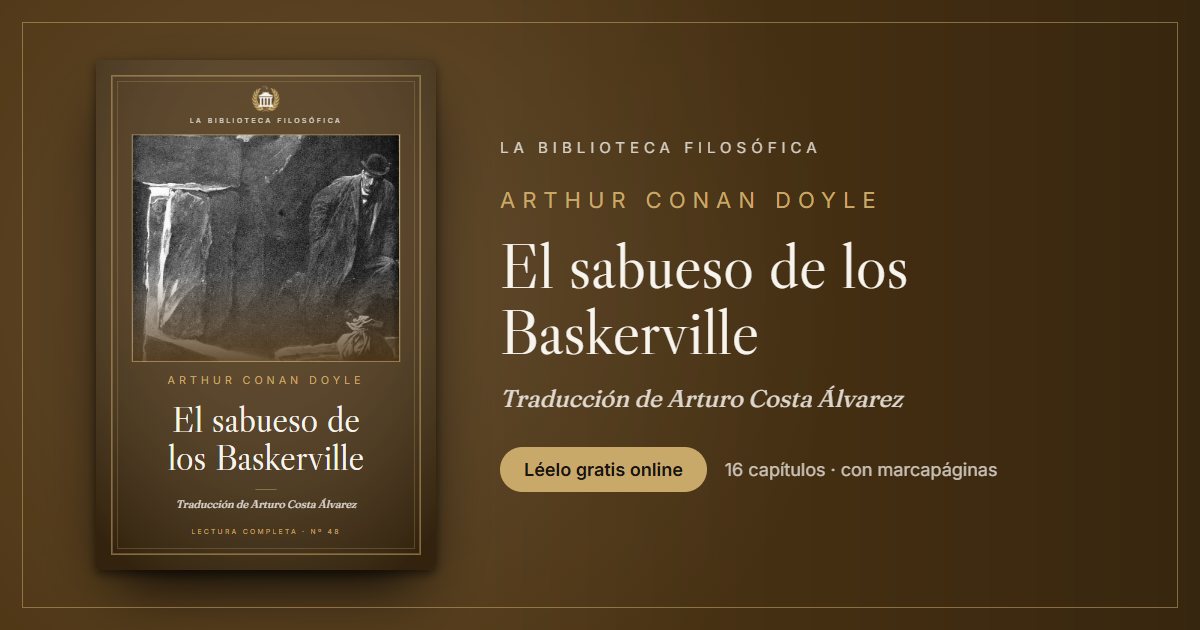 LA BIBLIOTECA FILOSÓFICA
ARTHUR CONAN DOYLE
El sabueso de
los Baskerville
Traducción de Arturo Costa Álvarez
LECTURA COMPLETA · Nº 48
LA BIBLIOTECA FILOSÓFICA
ARTHUR CONAN DOYLE
El sabueso de los
Baskerville
Traducción de Arturo Costa Álvarez
Léelo gratis online
16 capítulos · con marcapáginas